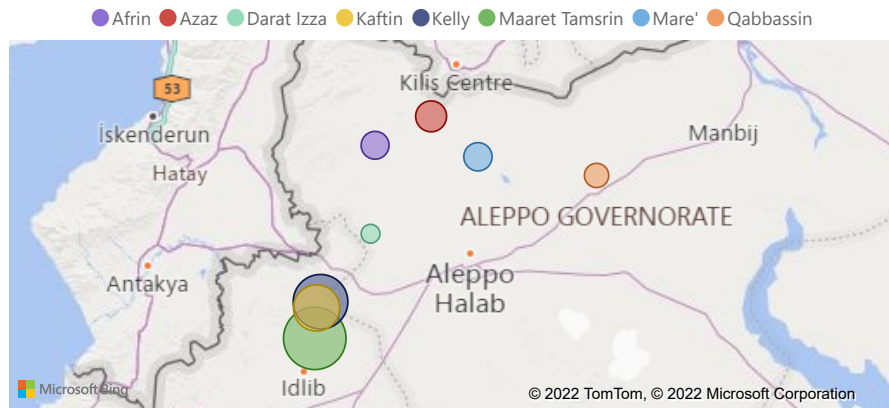 Afrin Azaz Darat Izza Kaftin Kelly Maaret Tamsrin Mare' Qabbassin
Kilis Centre
53
İskenderun
Manbij
Hatay
ALEPPO GOVERNORATE
Antakya
Aleppo
Halab
Idlib
Microsoft Bing
© 2022 TomTom, © 2022 Microsoft Corporation